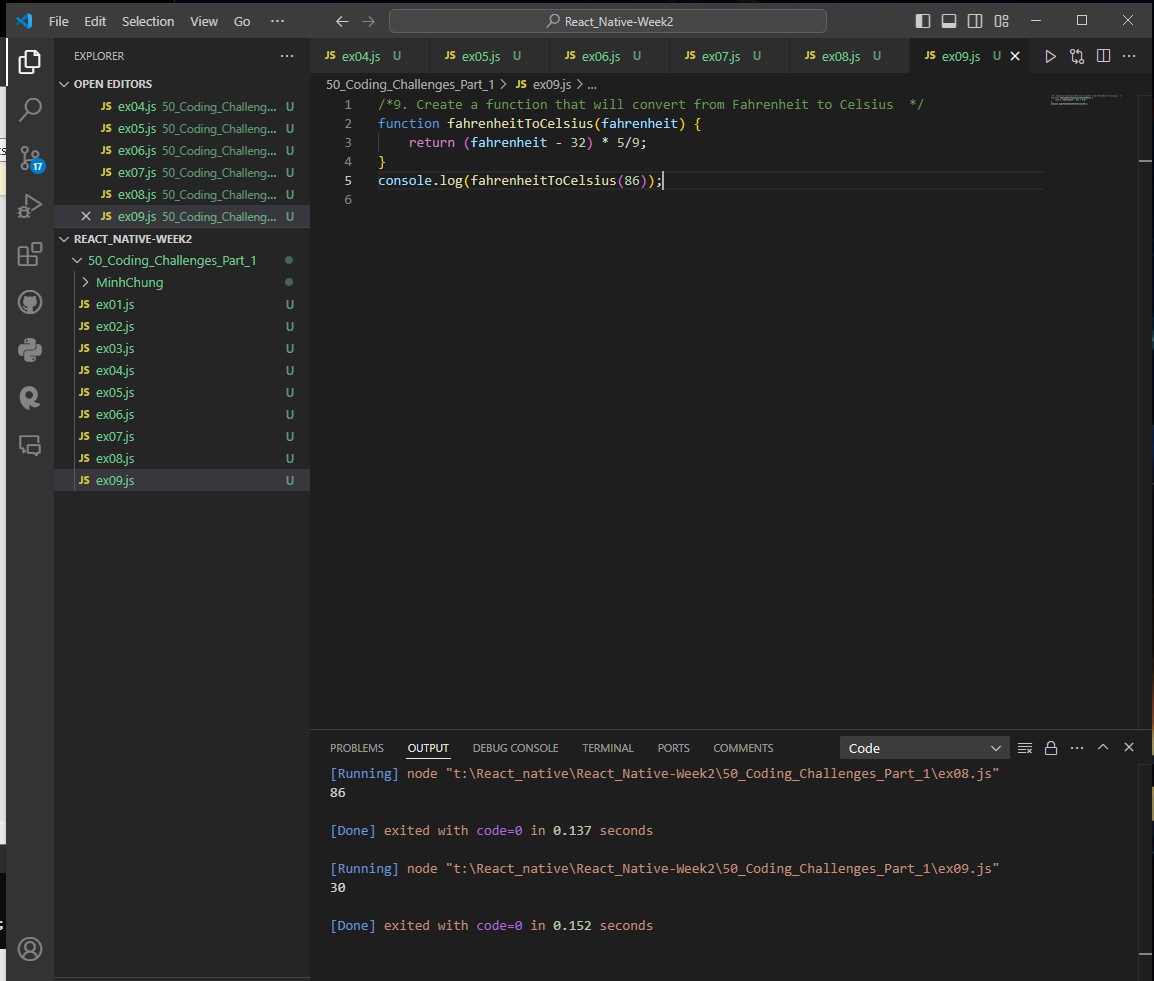 File Edit Selection View Go ··· React_Native-Week2
EXPLORER ···
OPEN EDITORS
JS ex04.js 50_Coding_Challeng... U
JS ex05.js 50_Coding_Challeng... U
JS ex06.js 50_Coding_Challeng... U
JS ex07.js 50_Coding_Challeng... U
JS ex08.js 50_Coding_Challeng... U
JS ex09.js 50_Coding_Challeng... U
17
REACT_NATIVE-WEEK2
50_Coding_Challenges_Part_1
MinhChung
JS ex01.js U
JS ex02.js U
JS ex03.js U
JS ex04.js U
JS ex05.js U
JS ex06.js U
JS ex07.js U
JS ex08.js U
JS ex09.js U
JS ex04.js U JS ex05.js U JS ex06.js U JS ex07.js U JS ex08.js U JS ex09.js U
50_Coding_Challenges_Part_1 > JS ex09.js > ...
1 /*9. Create a function that will convert from Fahrenheit to Celsius  */
2 function fahrenheitToCelsius(fahrenheit) {
3     return (fahrenheit - 32) * 5/9;
4 }
5 console.log(fahrenheitToCelsius(86));
6
PROBLEMS OUTPUT DEBUG CONSOLE TERMINAL PORTS COMMENTS Code
[Running] node "t:\React_native\React_Native-Week2\50_Coding_Challenges_Part_1\ex08.js"
86
[Done] exited with code=0 in 0.137 seconds
[Running] node "t:\React_native\React_Native-Week2\50_Coding_Challenges_Part_1\ex09.js"
30
[Done] exited with code=0 in 0.152 seconds